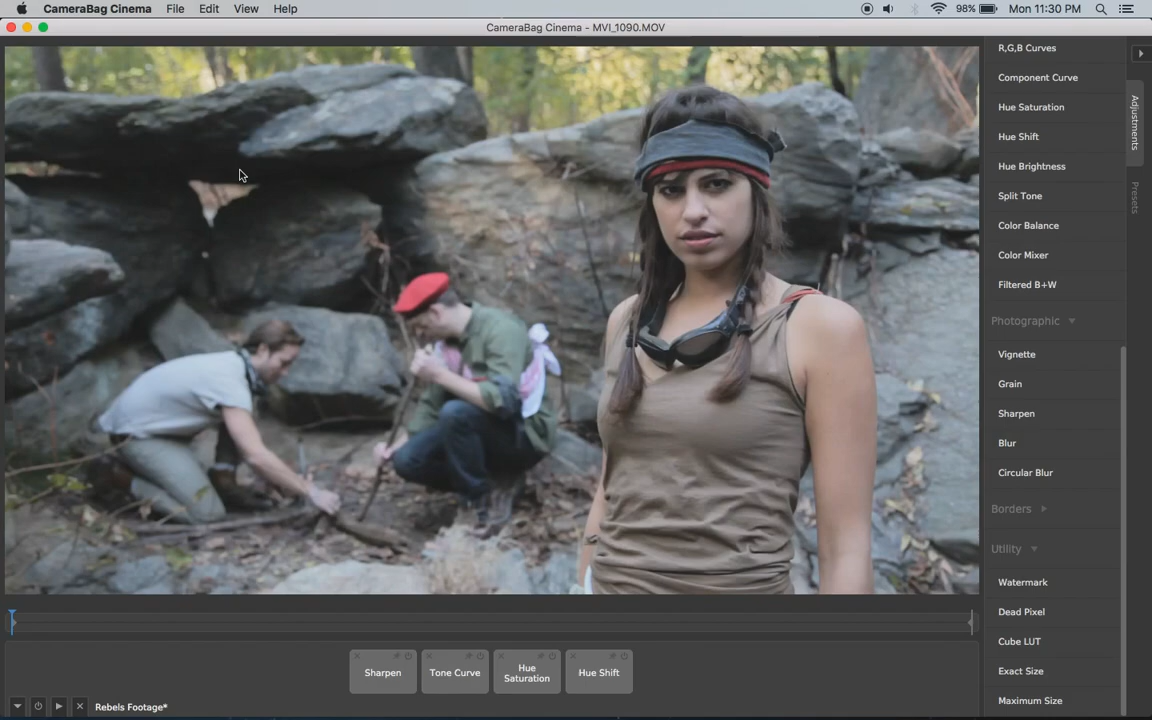 CameraBag Cinema File Edit View Help 98% Mon 11:30 PM
CameraBag Cinema - MVI_1090.MOV
R,G,B Curves
Component Curve
Hue Saturation
Hue Shift
Hue Brightness
Split Tone
Color Balance
Color Mixer
Filtered B+W
Photographic
Vignette
Grain
Sharpen
Blur
Circular Blur
Borders
Utility
Watermark
Dead Pixel
Cube LUT
Exact Size
Maximum Size
Adjustments
Presets
Sharpen
Tone Curve
Hue
Saturation
Hue Shift
Rebels Footage*